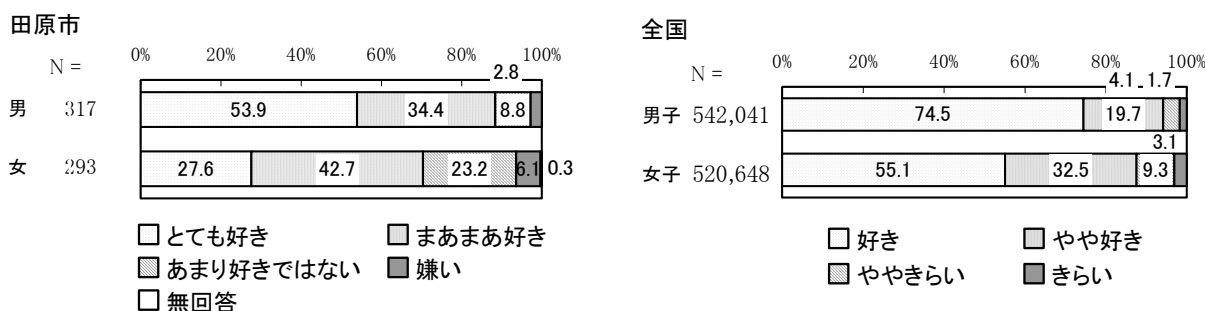 田原市
0% 20% 40% 60% 80% 100%
N =
2.8
男 317 53.9 34.4 8.8
女 293 27.6 42.7 23.2 6.1 0.3
とても好き まあまあ好き
あまり好きではない 嫌い
無回答
全国
0% 20% 40% 60% 80% 100%
N =
4.1 1.7
男子 542,041 74.5 19.7
3.1
女子 520,648 55.1 32.5 9.3
好き やや好き
ややきらい きらい